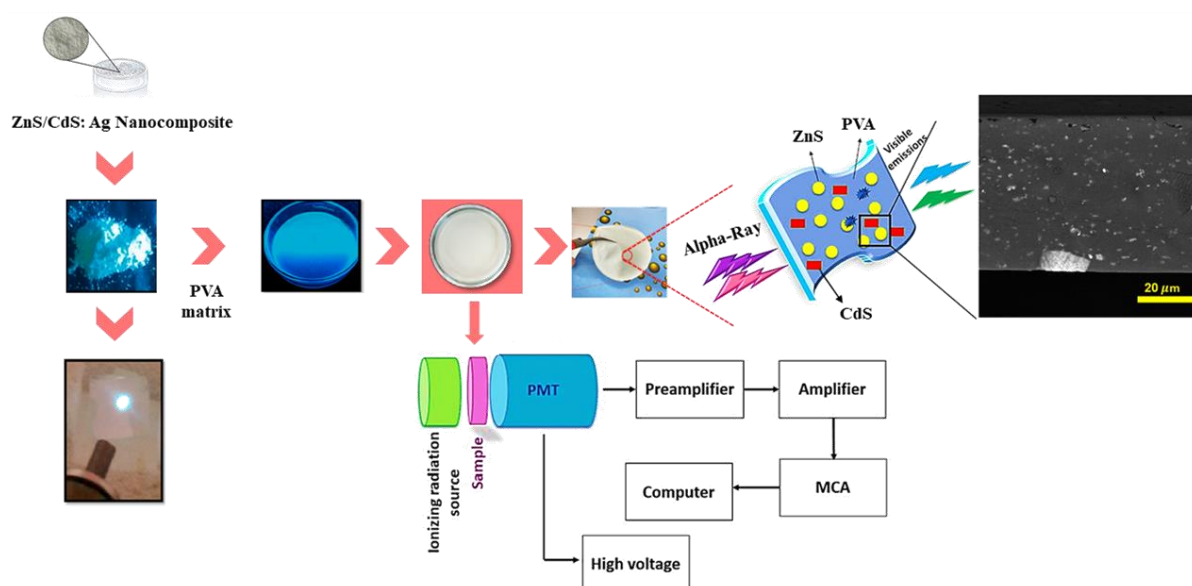 ZnS/CdS: Ag Nanocomposite
PVA
matrix
ZnS
PVA
Visible
emissions
Alpha-Ray
CdS
20 μm
Ionizing radiation
source
Sample
PMT
Preamplifier
Amplifier
MCA
Computer
High voltage